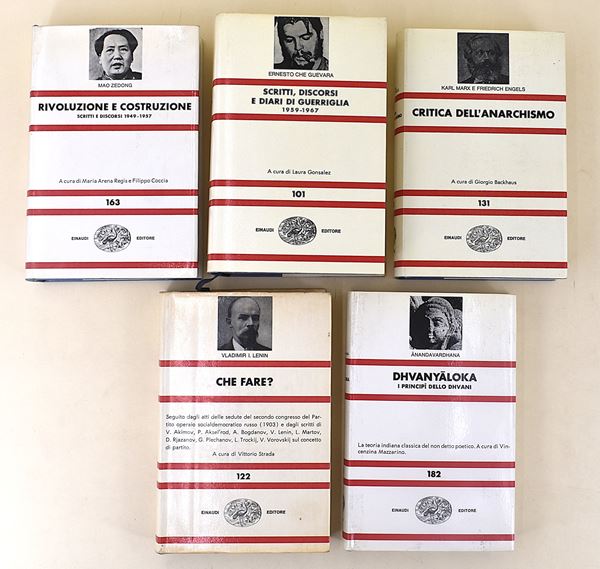 MAO ZEDONG
RIVOLUZIONE E COSTRUZIONE
SCRITTI E DISCORSI 1949-1957
A cura di Maria Arena Regis e Filippo Coccia
163
EINAUDI EDITORE
ERNESTO CHE GUEVARA
SCRITTI, DISCORSI
E DIARI DI GUERRIGLIA
1959-1967
A cura di Laura Gonsalez
101
EINAUDI EDITORE
KARL MARX E FRIEDRICH ENGELS
CRITICA DELL'ANARCHISMO
A cura di Giorgio Backhaus
131
EINAUDI EDITORE
VLADIMIR I. LENIN
CHE FARE?
Seguito dagli atti delle sedute del secondo congresso del Par-
tito operaio socialdemocratico russo (1903) e dagli scritti di
V. Akimov, P. Aksel'rod, A. Bogdanov, V. Lenin, L. Martov,
D. Rjazanov, G. Plechanov, L. Trockij, V. Vorovskij sul concetto
di partito.
A cura di Vittorio Strada
122
EINAUDI EDITORE
ĀNANDAVARDHANA
DHVANYĀLOKA
I PRINCIPÎ DELLO DHVANI
La teoria indiana classica del non detto poetico. A cura di Vin-
cenzina Mazzarino.
182
EINAUDI EDITORE